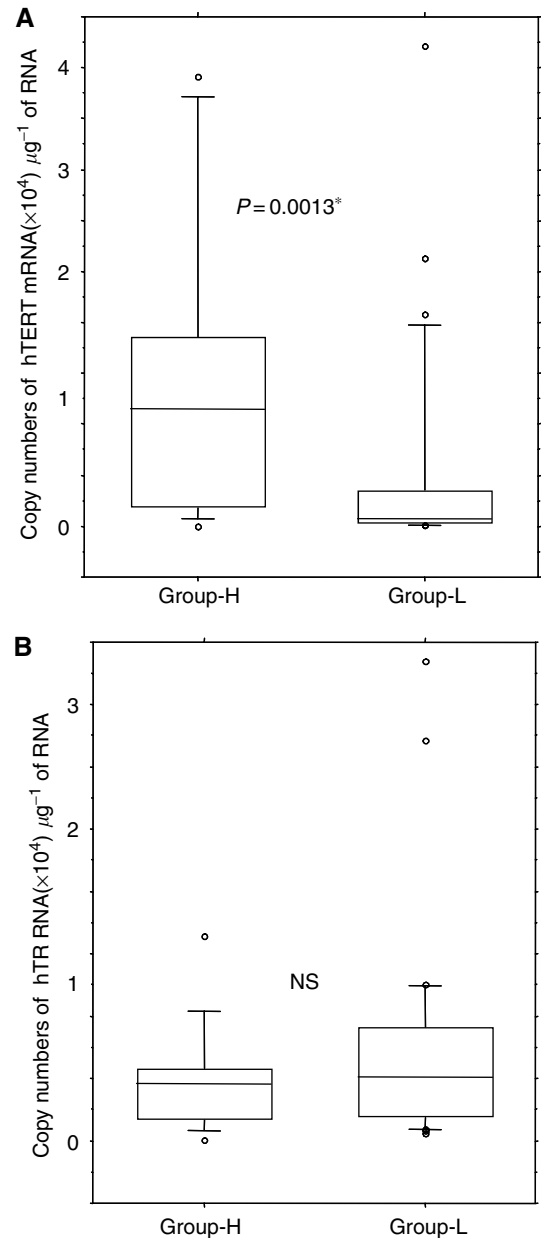 A
Copy numbers of hTERT mRNA(×10⁴) μg⁻¹ of RNA
4
3
2
1
0
P = 0.0013*
Group-H Group-L
B
Copy numbers of hTR RNA(×10⁴) μg⁻¹ of RNA
3
2
1
0
NS
Group-H Group-L